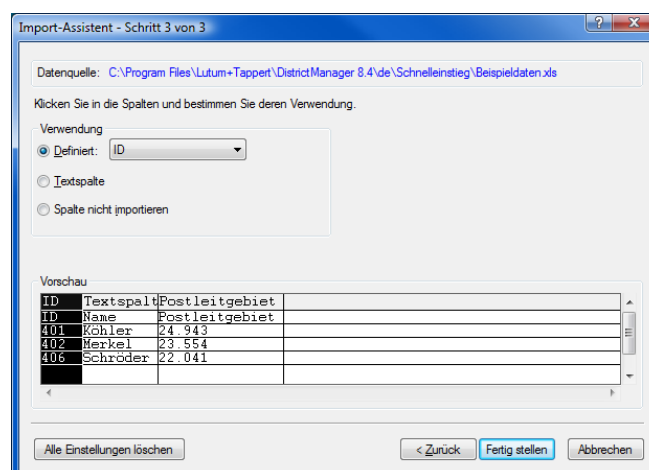 Import-Assistent - Schritt 3 von 3
Datenquelle: C:\Program Files\Lutum+Tappert\DistrictManager 8.4\de\Schnelleinstieg\Beispieldaten.xls
Klicken Sie in die Spalten und bestimmen Sie deren Verwendung.
Verwendung
Definiert: ID
Textspalte
Spalte nicht importieren
Vorschau
ID Textspalt Postleitgebiet
ID Name Postleitgebiet
401 Köhler 24.943
402 Merkel 23.554
406 Schröder 22.041
Alle Einstellungen löschen < Zurück Fertig stellen Abbrechen